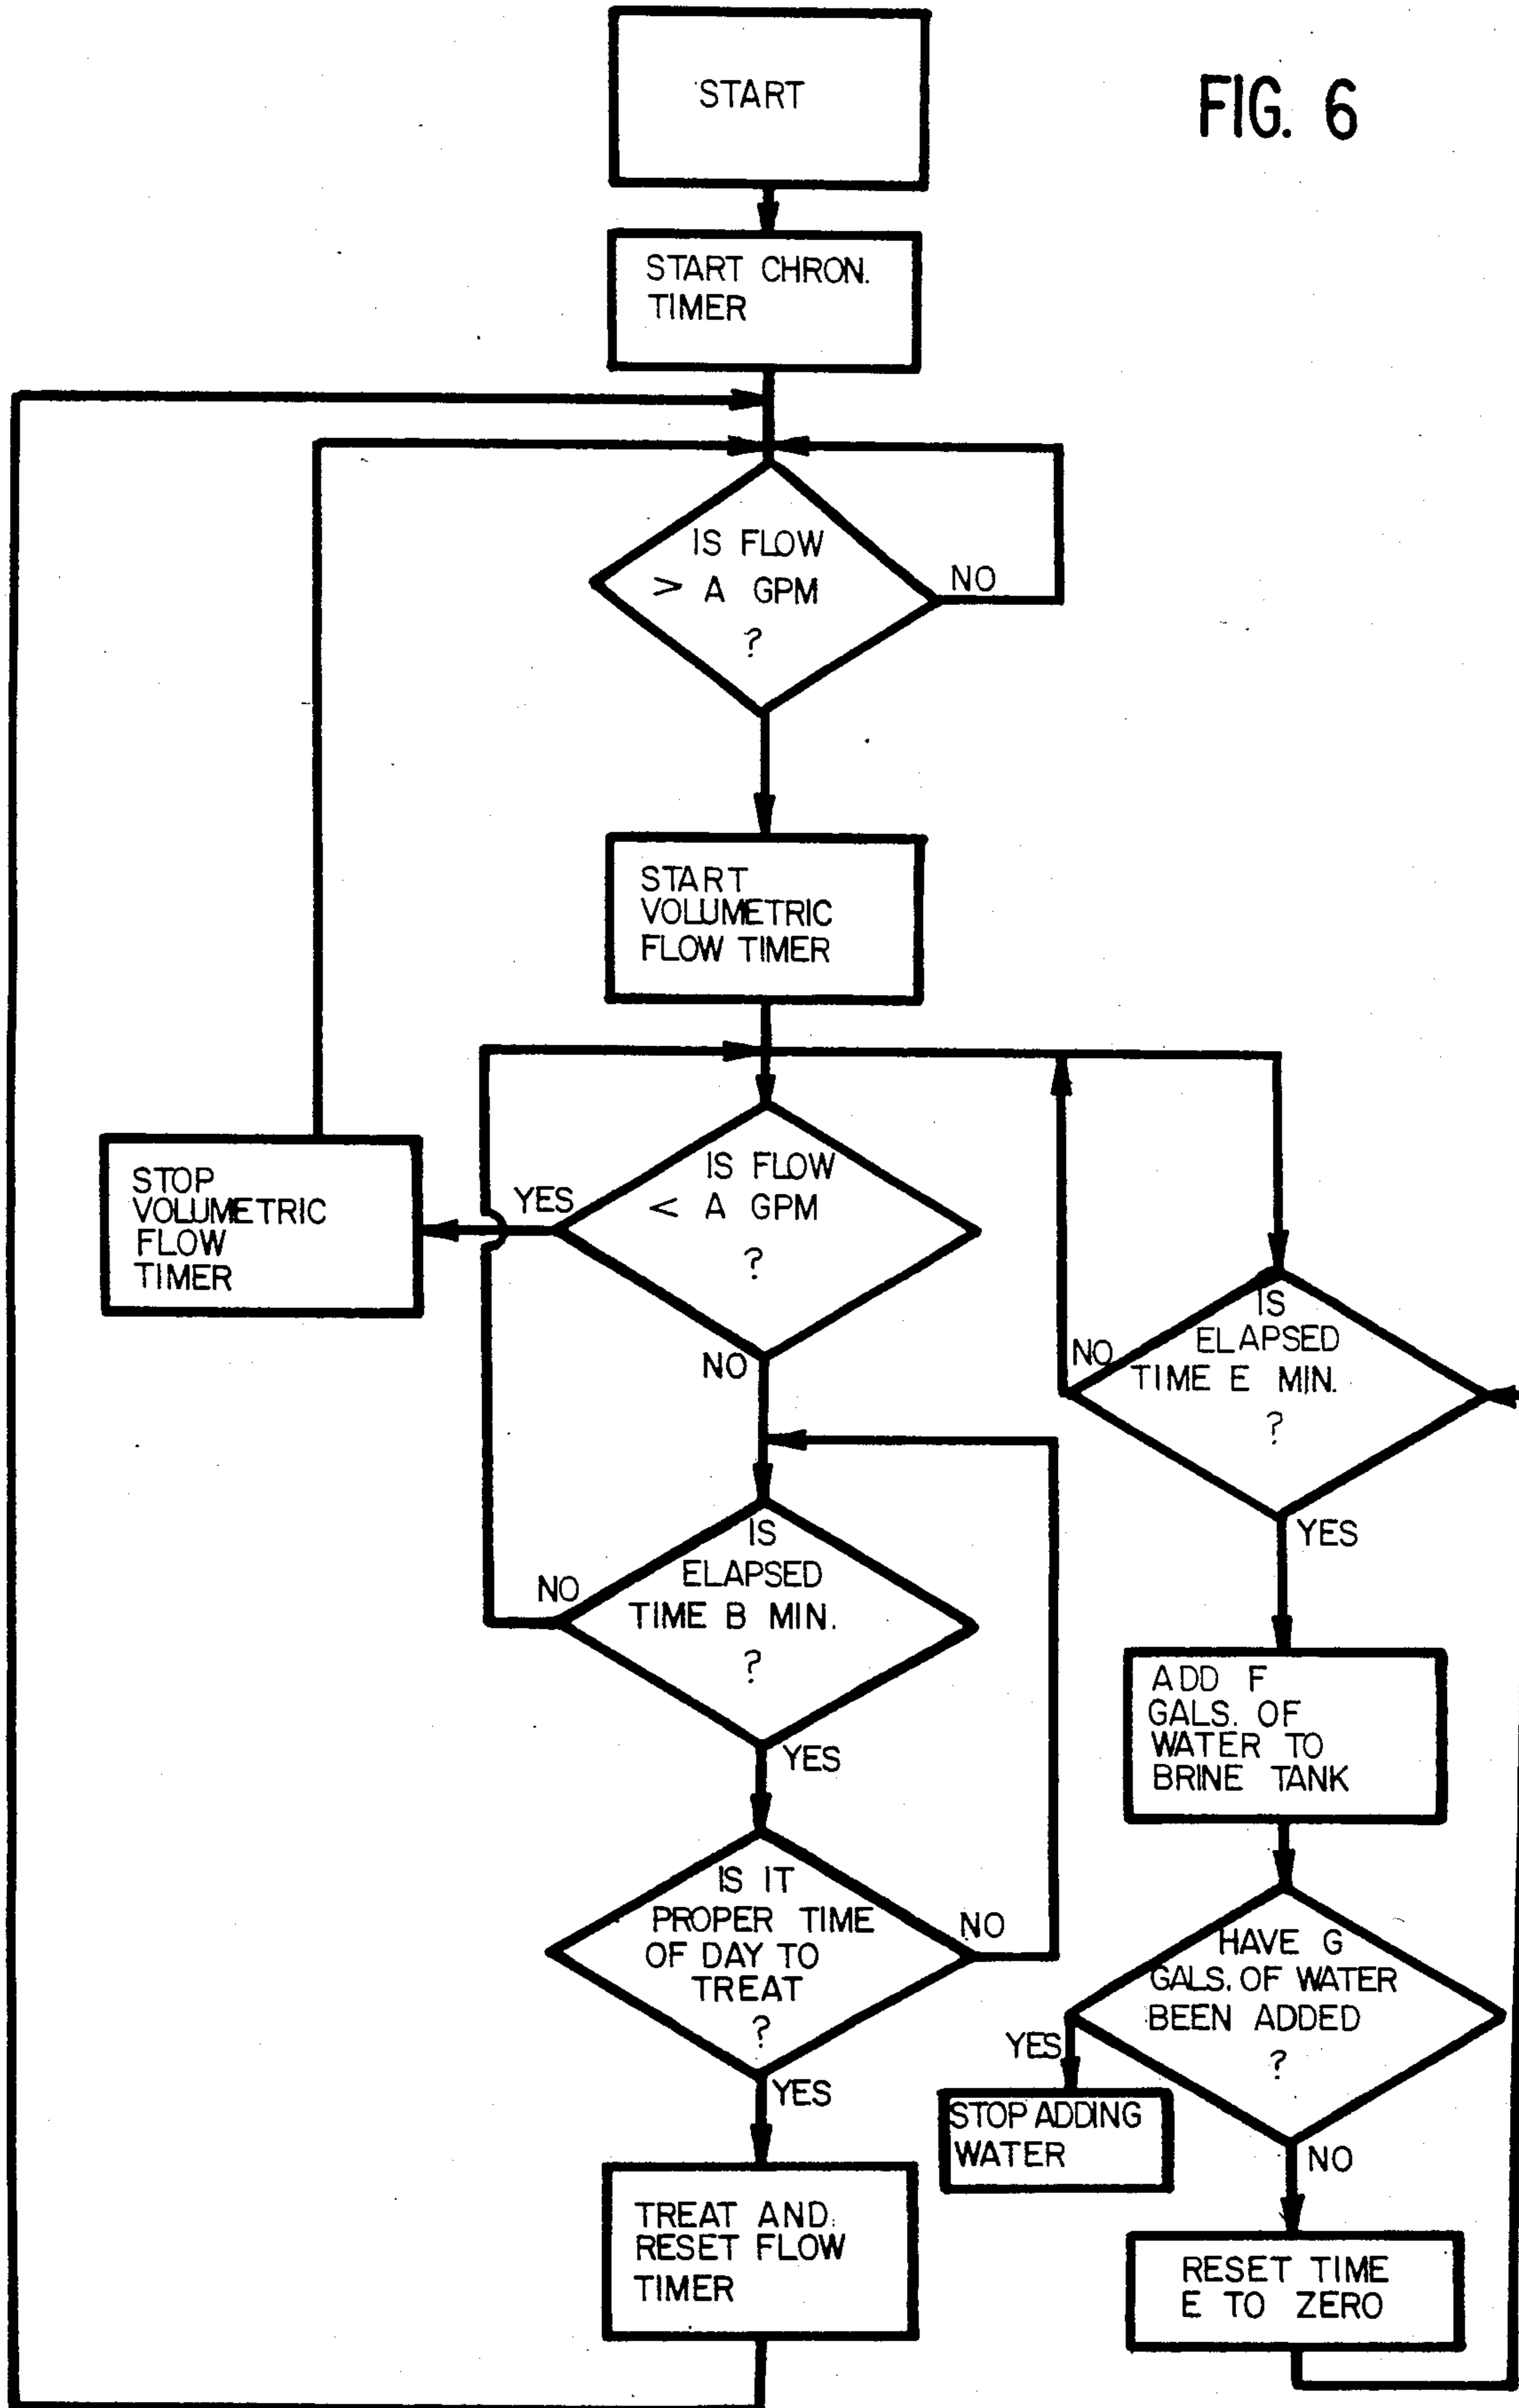 FIG. 6
START
START CHRON.
TIMER
IS FLOW
> A GPM
?
NO
START
VOLUMETRIC
FLOW TIMER
STOP
VOLUMETRIC
FLOW
TIMER
YES
IS FLOW
< A GPM
?
NO
IS
ELAPSED
TIME E MIN.
?
NO
YES
IS
ELAPSED
TIME B MIN.
?
NO
YES
ADD F
GALS. OF
WATER TO
BRINE TANK
IS IT
PROPER TIME
OF DAY TO
TREAT
?
NO
YES
HAVE G
GALS. OF WATER
BEEN ADDED
?
YES
NO
STOP ADDING
WATER
TREAT AND
RESET FLOW
TIMER
RESET TIME
E TO ZERO